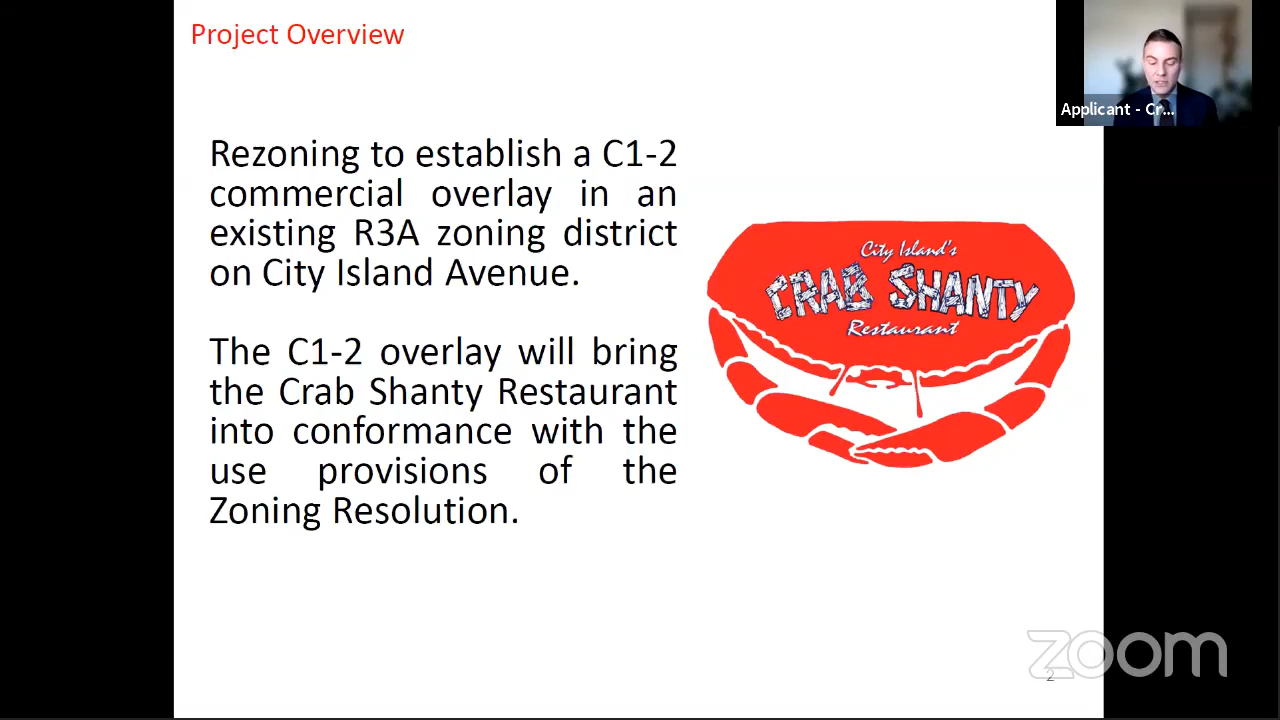 Project Overview
Applicant - Cr...
Rezoning to establish a C1-2
commercial overlay in an
existing R3A zoning district
on City Island Avenue.
The C1-2 overlay will bring
the Crab Shanty Restaurant
into conformance with the
use provisions of the
Zoning Resolution.
City Island's
CRAB SHANTY
Restaurant
zoom
2